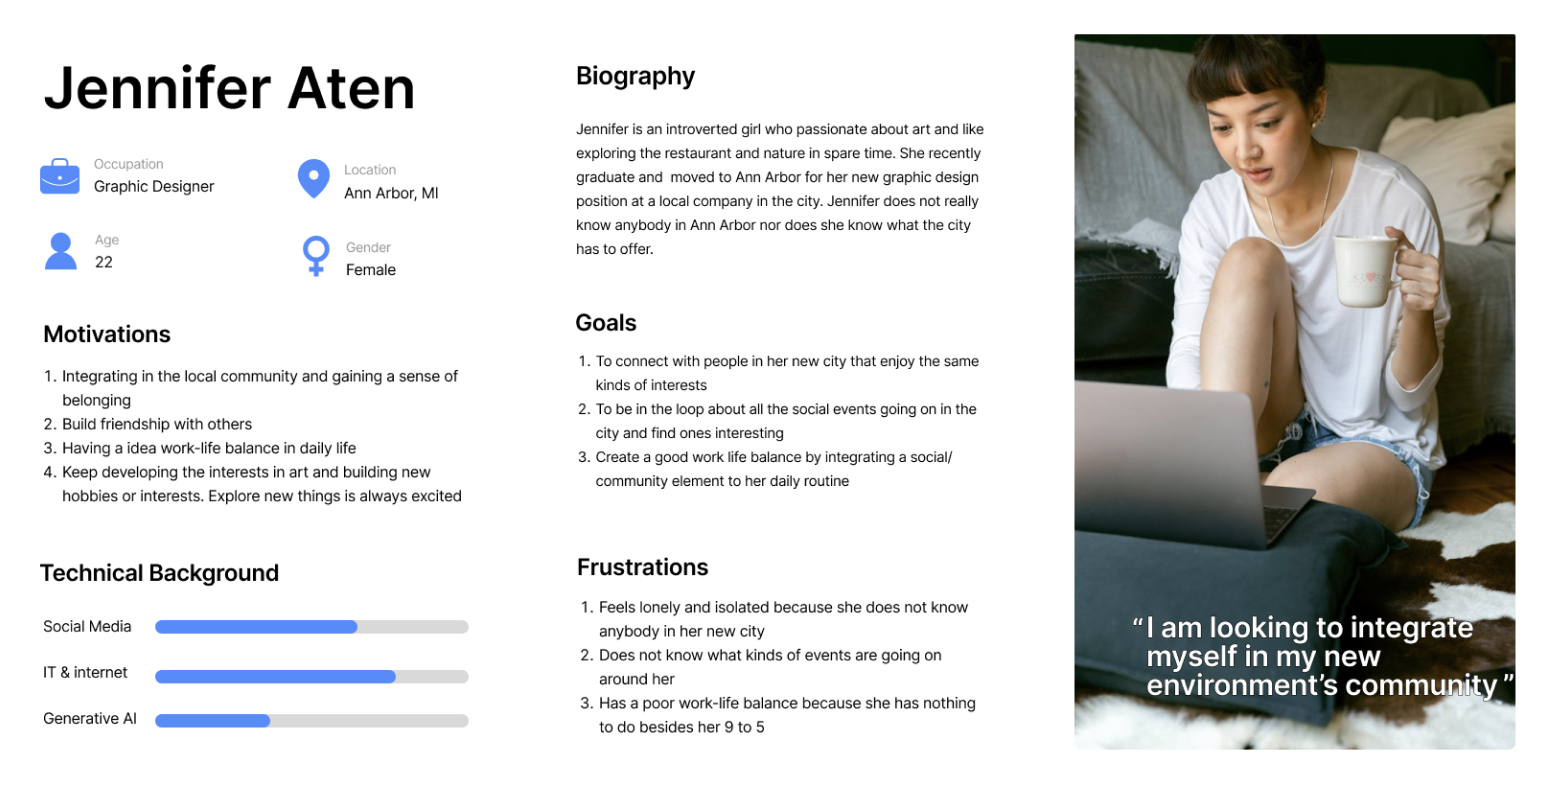 Jennifer Aten
Occupation
Graphic Designer
Location
Ann Arbor, MI
Age
22
Gender
Female
Motivations
1. Integrating in the local community and gaining a sense of
belonging
2. Build friendship with others
3. Having a idea work-life balance in daily life
4. Keep developing the interests in art and building new
hobbies or interests. Explore new things is always excited
Technical Background
Social Media
IT & internet
Generative AI
Biography
Jennifer is an introverted girl who passionate about art and like
exploring the restaurant and nature in spare time. She recently
graduate and  moved to Ann Arbor for her new graphic design
position at a local company in the city. Jennifer does not really
know anybody in Ann Arbor nor does she know what the city
has to offer.
Goals
1. To connect with people in her new city that enjoy the same
kinds of interests
2. To be in the loop about all the social events going on in the
city and find ones interesting
3. Create a good work life balance by integrating a social/
community element to her daily routine
Frustrations
1. Feels lonely and isolated because she does not know
anybody in her new city
2. Does not know what kinds of events are going on
around her
3. Has a poor work-life balance because she has nothing
to do besides her 9 to 5
“I am looking to integrate
myself in my new
environment’s community”